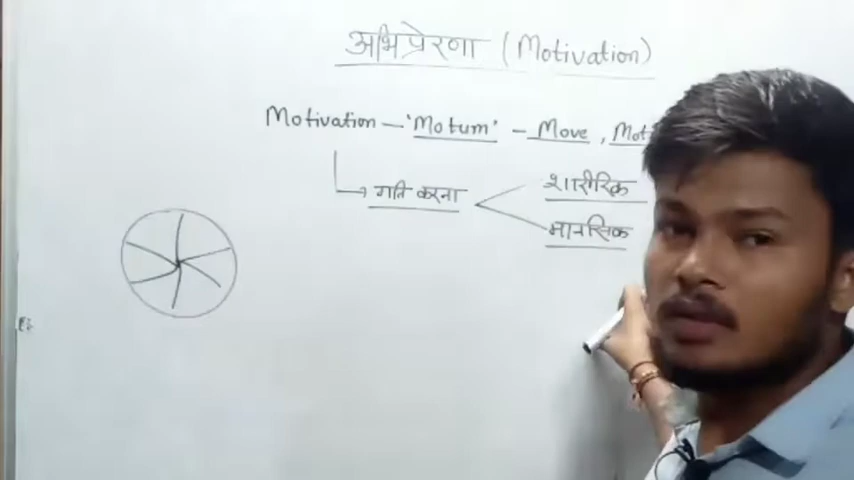 अभिप्रेरणा (Motivation)
Motivation – 'Motum' – Move, Mot
गति करना
शारीरिक
मानसिक